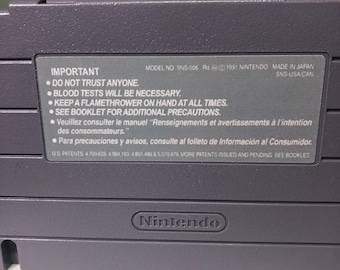 MODEL NO. SNS-006 © 1991 NINTENDO MADE IN JAPAN
SNS-USA/CAN
IMPORTANT
• DO NOT TRUST ANYONE.
• BLOOD TESTS WILL BE NECESSARY.
• KEEP A FLAMETHROWER ON HAND AT ALL TIMES.
• SEE BOOKLET FOR ADDITIONAL PRECAUTIONS.
• Veuillez consulter le manuel "Renseignements et avertissements à l'intention
des consommateurs."
• Para precauciones y avisos, consulte al folleto de Información al Consumidor.
U.S. PATENTS: MORE PATENTS ISSUED AND PENDING. SEE BOOKLET.
Nintendo